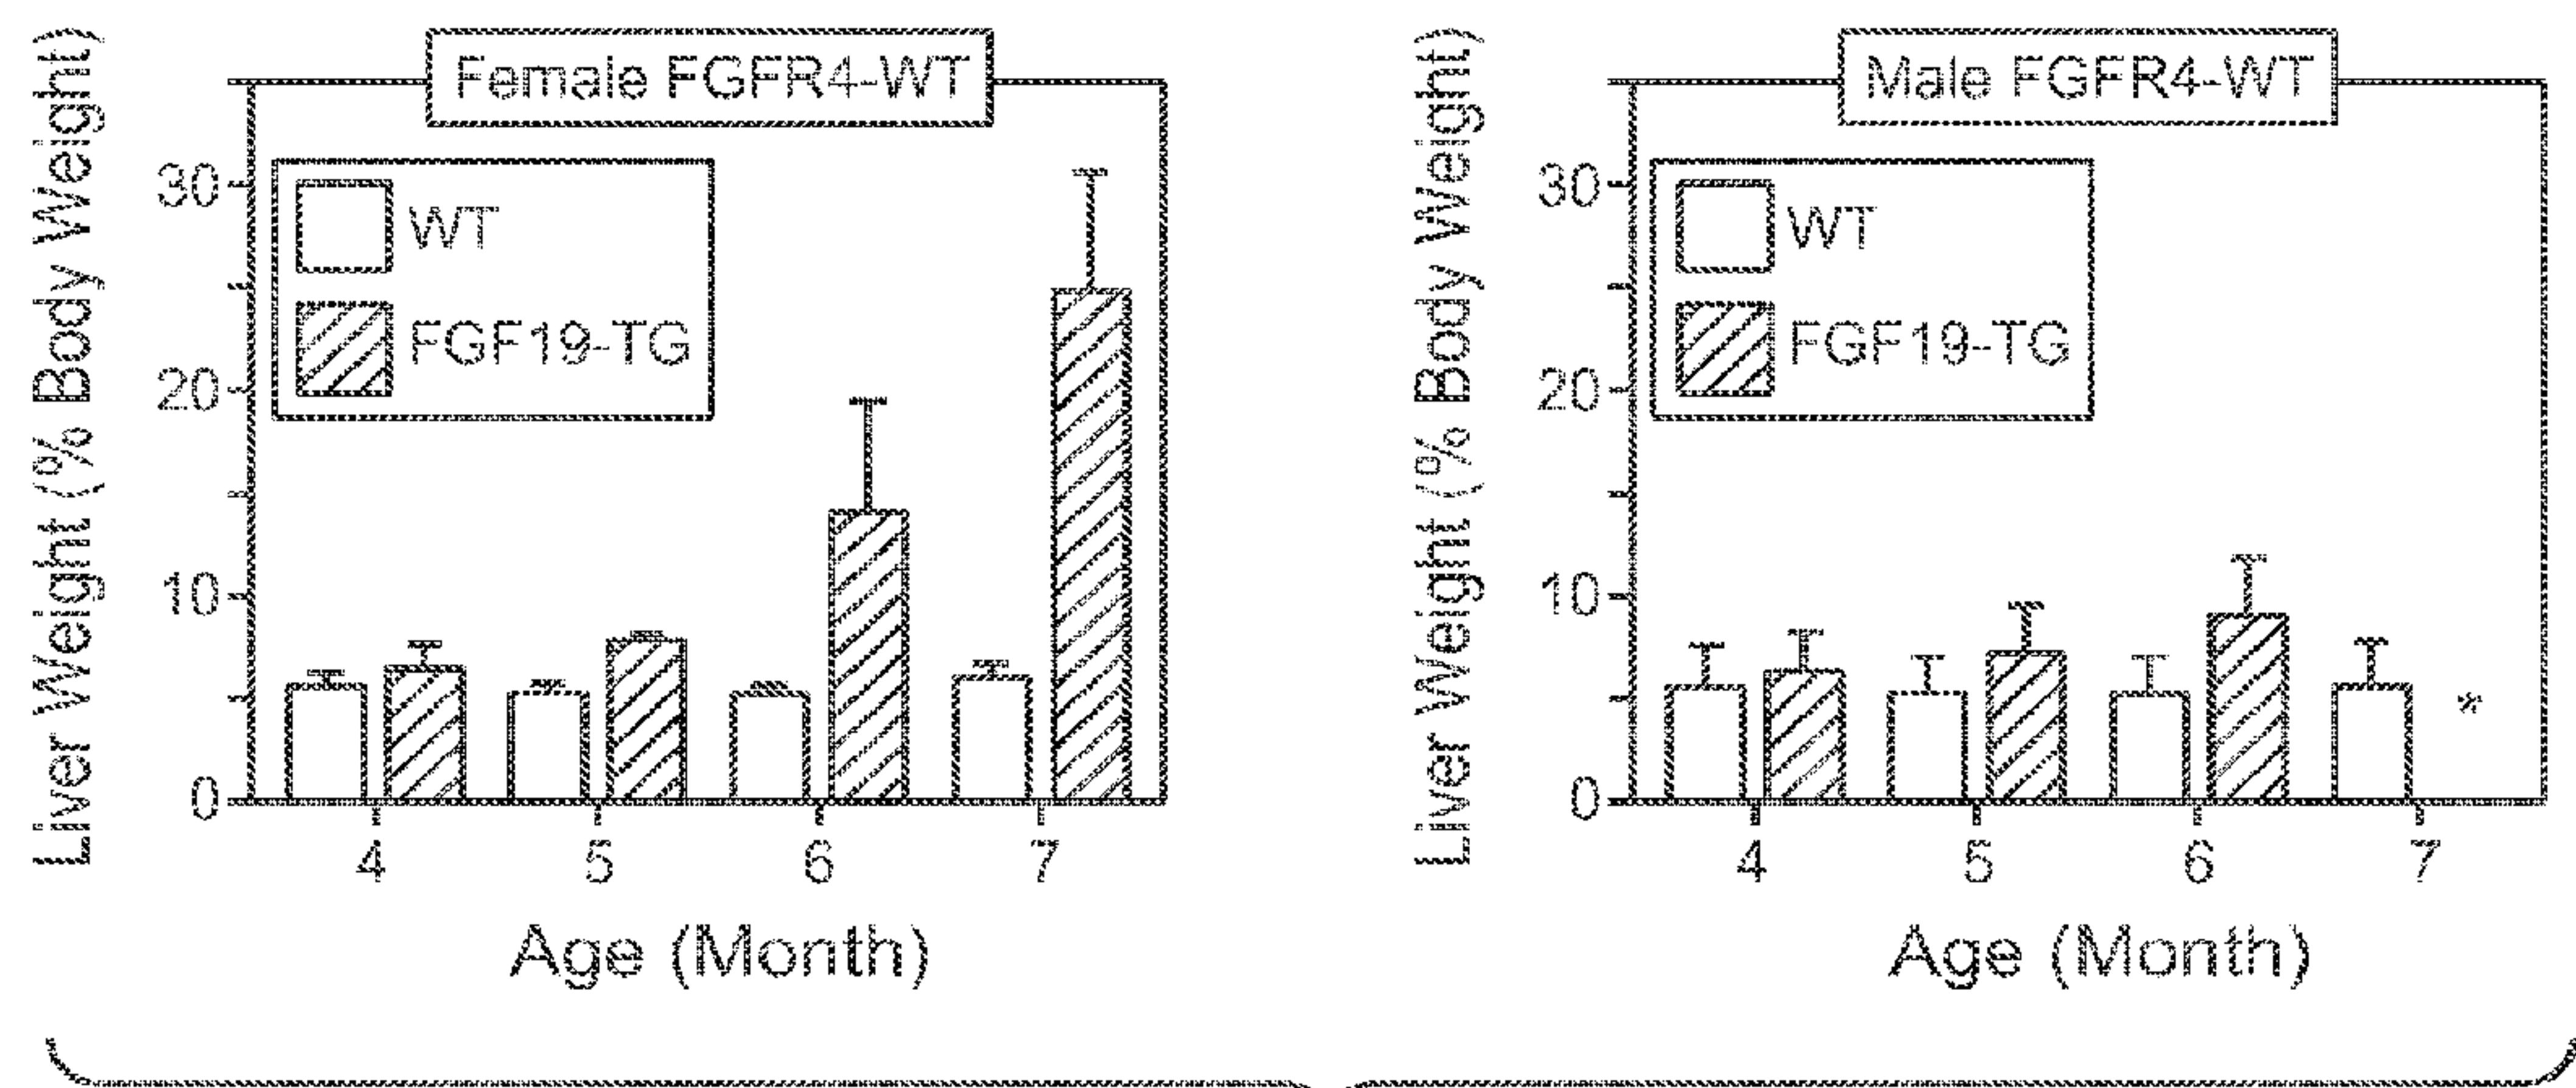 Female FGFR4-WT
Liver Weight (% Body Weight)
30
20
10
0
WT
FGF19-TG
4 5 6 7
Age (Month)
Male FGFR4-WT
Liver Weight (% Body Weight)
30
20
10
0
WT
FGF19-TG
*
4 5 6 7
Age (Month)